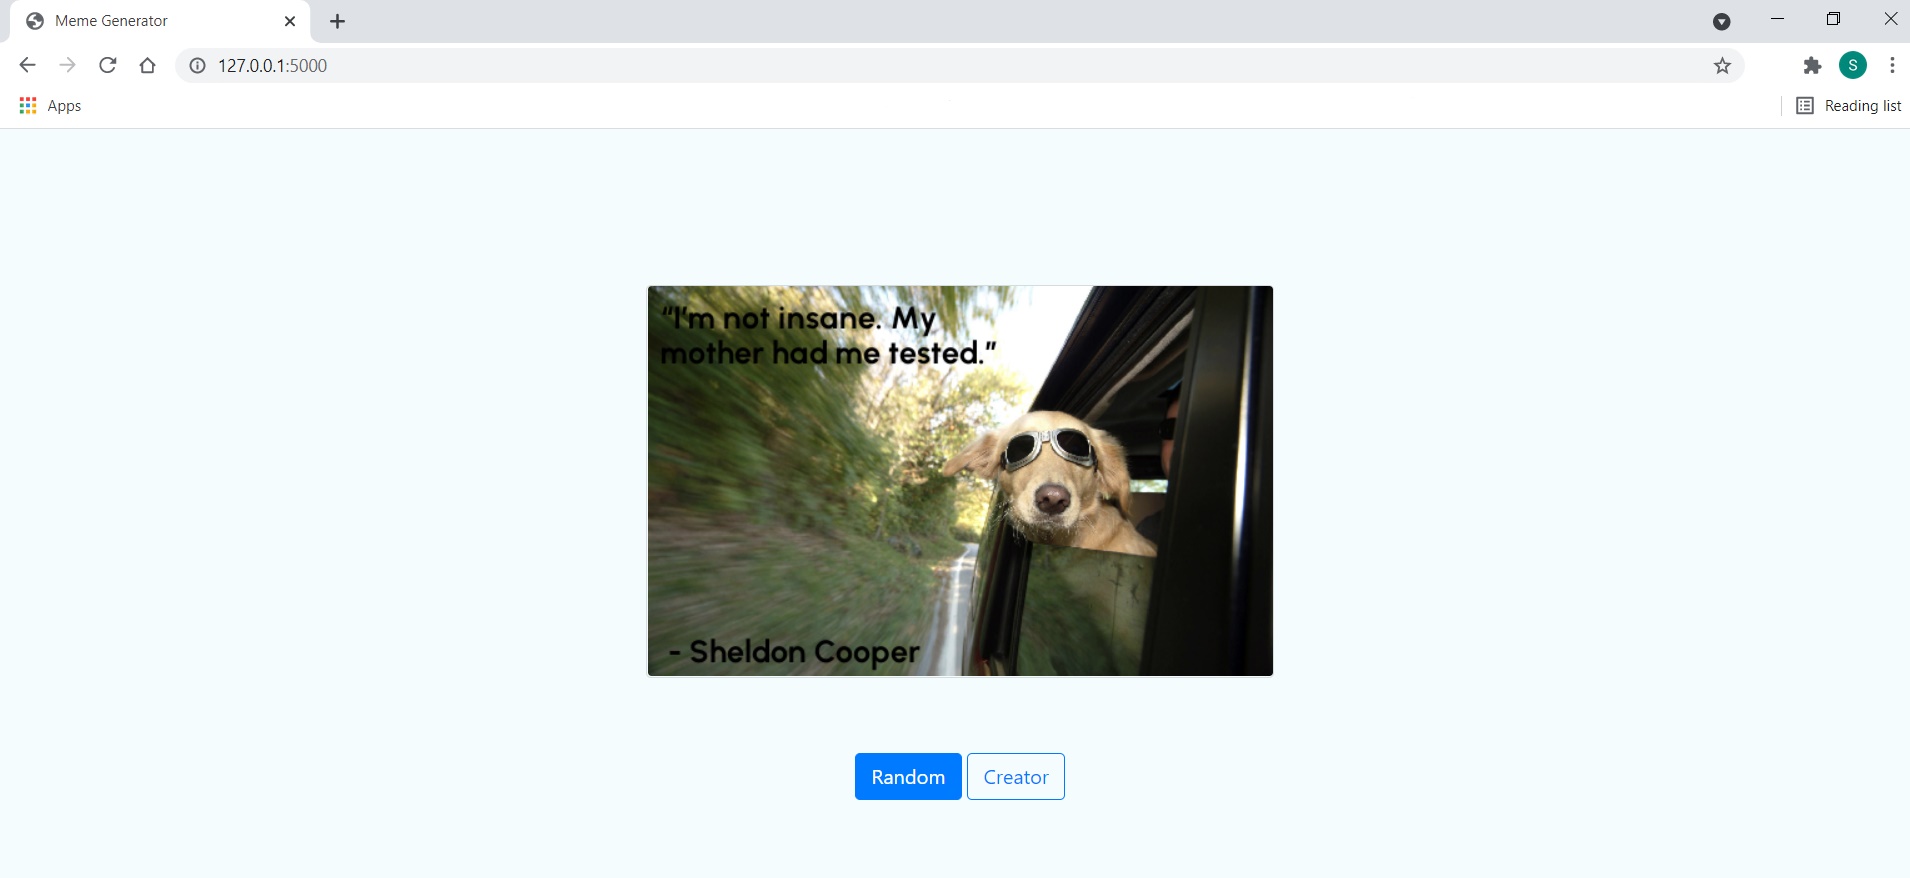 Meme Generator
127.0.0.1:5000
S
Apps
Reading list
“I’m not insane. My
mother had me tested.”
- Sheldon Cooper
Random
Creator